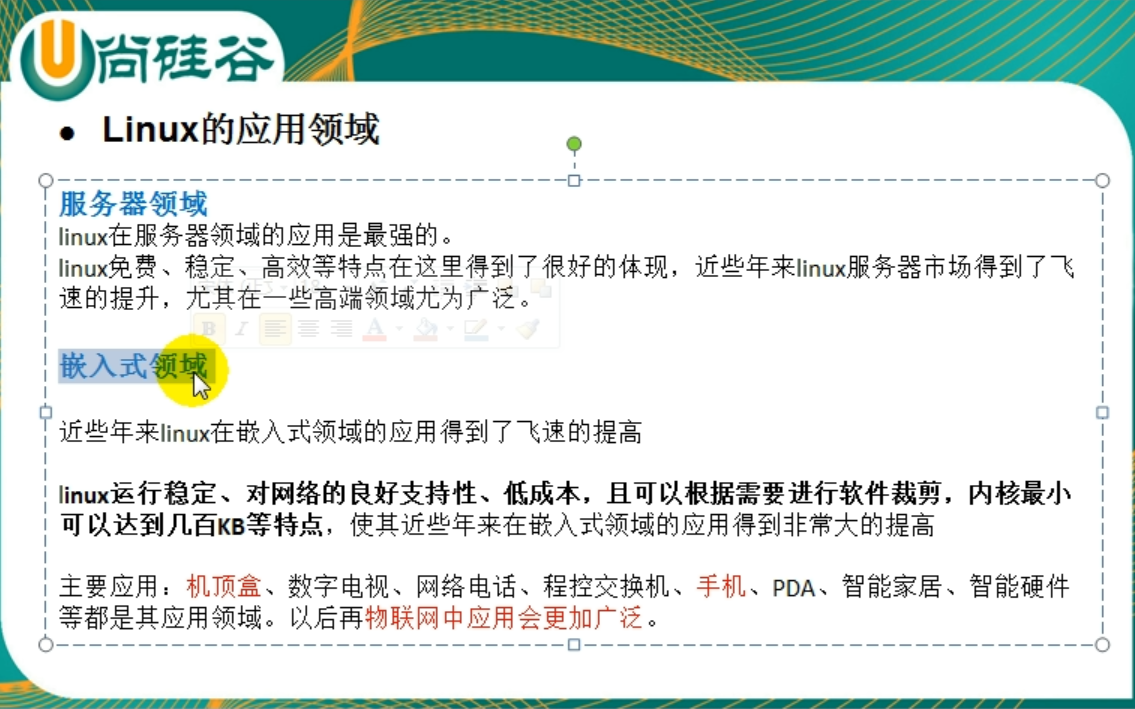 尚硅谷
● Linux的应用领域
服务器领域
linux在服务器领域的应用是最强的。
linux免费、稳定、高效等特点在这里得到了很好的体现，近些年来linux服务器市场得到了飞
速的提升，尤其在一些高端领域尤为广泛。
嵌入式领域
近些年来linux在嵌入式领域的应用得到了飞速的提高
linux运行稳定、对网络的良好支持性、低成本，且可以根据需要进行软件裁剪，内核最小
可以达到几百KB等特点，使其近些年来在嵌入式领域的应用得到非常大的提高
主要应用：机顶盒、数字电视、网络电话、程控交换机、手机、PDA、智能家居、智能硬件
等都是其应用领域。以后再物联网中应用会更加广泛。